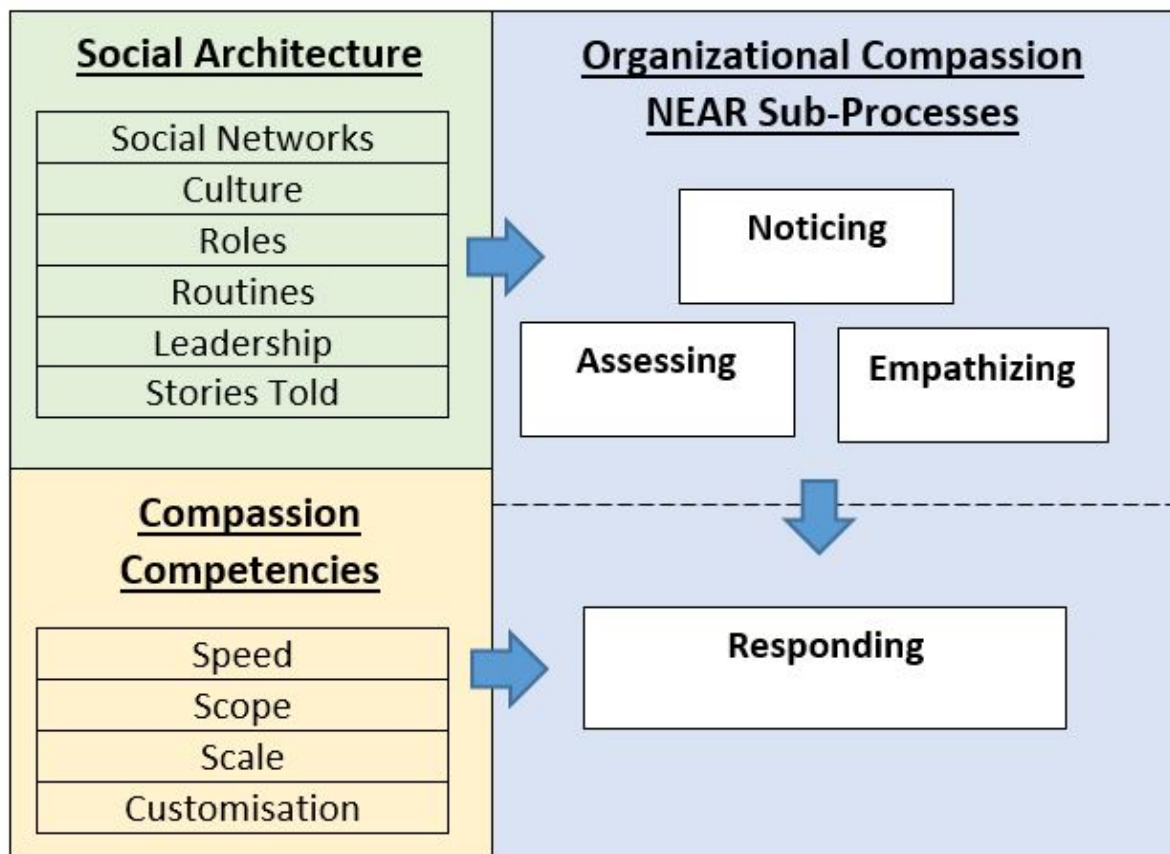 Social Architecture
Social Networks
Culture
Roles
Routines
Leadership
Stories Told
Compassion
Competencies
Speed
Scope
Scale
Customisation
Organizational Compassion
NEAR Sub-Processes
Noticing
Assessing
Empathizing
Responding